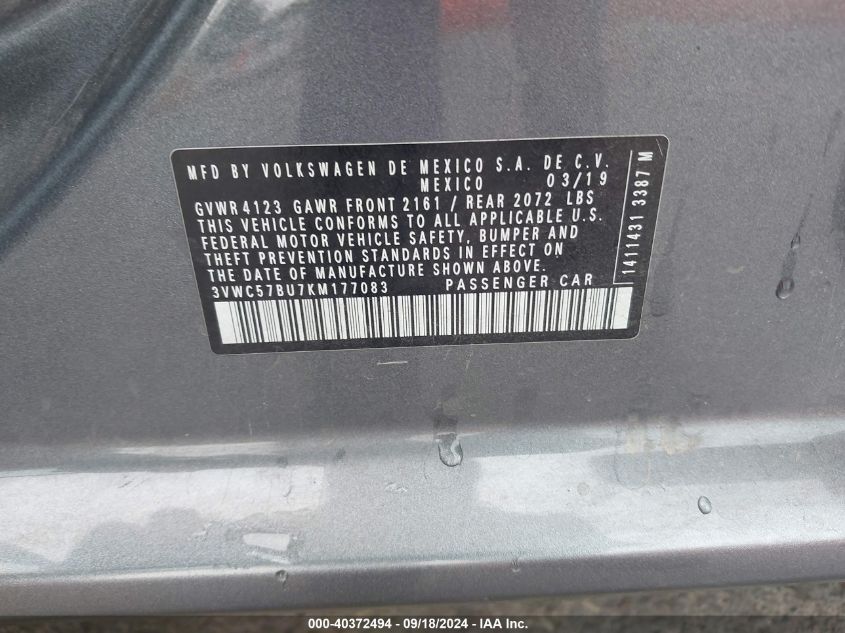 MFD BY VOLKSWAGEN DE MEXICO S.A. DE C.V.
MEXICO 03/19
GVWR 4123 GAWR FRONT 2161 / REAR 2072 LBS
THIS VEHICLE CONFORMS TO ALL APPLICABLE U.S.
FEDERAL MOTOR VEHICLE SAFETY, BUMPER AND
THEFT PREVENTION STANDARDS IN EFFECT ON
THE DATE OF MANUFACTURE SHOWN ABOVE.
3VWC57BU7KM177083 PASSENGER CAR
1411431 3387 M
000-40372494 - 09/18/2024 - IAAI.com